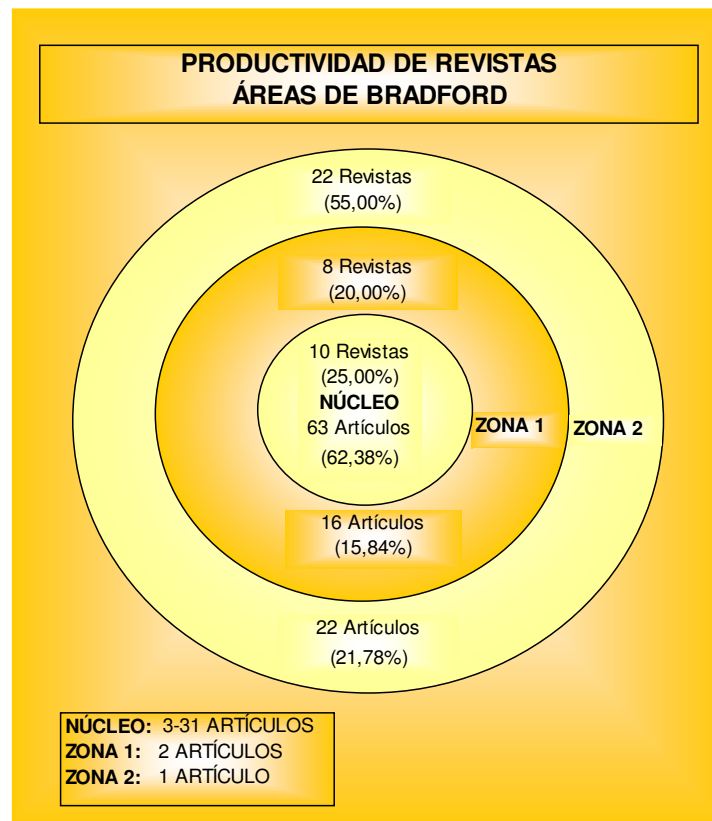 PRODUCTIVIDAD DE REVISTAS
ÁREAS DE BRADFORD
22 Revistas
(55,00%)
8 Revistas
(20,00%)
10 Revistas
(25,00%)
NÚCLEO
63 Artículos
(62,38%)
ZONA 1
ZONA 2
16 Artículos
(15,84%)
22 Artículos
(21,78%)
NÚCLEO: 3-31 ARTÍCULOS
ZONA 1: 2 ARTÍCULOS
ZONA 2: 1 ARTÍCULO